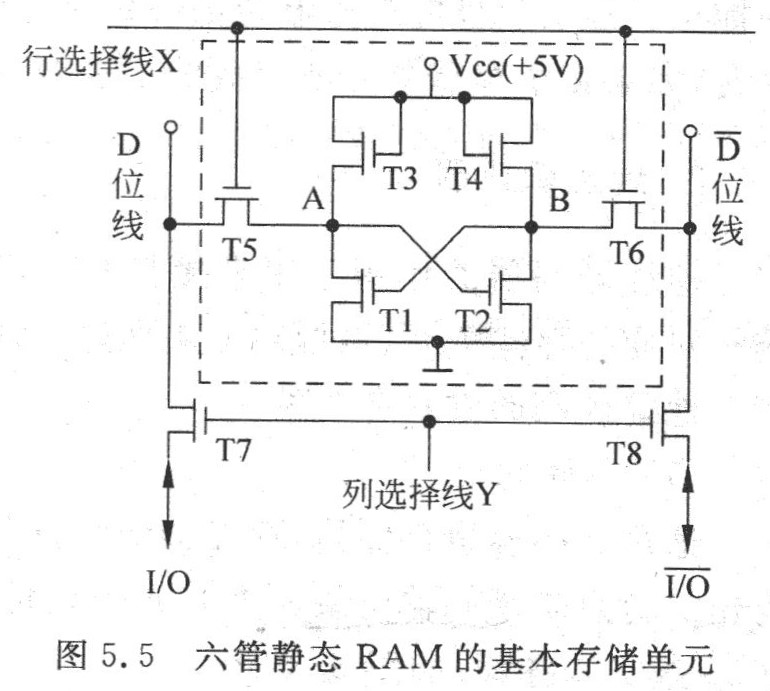 行选择线X
Vcc(+5V)
D
位
线
D̅
位
线
T3
T4
A
B
T5
T6
T1
T2
T7
T8
列选择线Y
I/O
I/O
图 5.5 六管静态 RAM 的基本存储单元